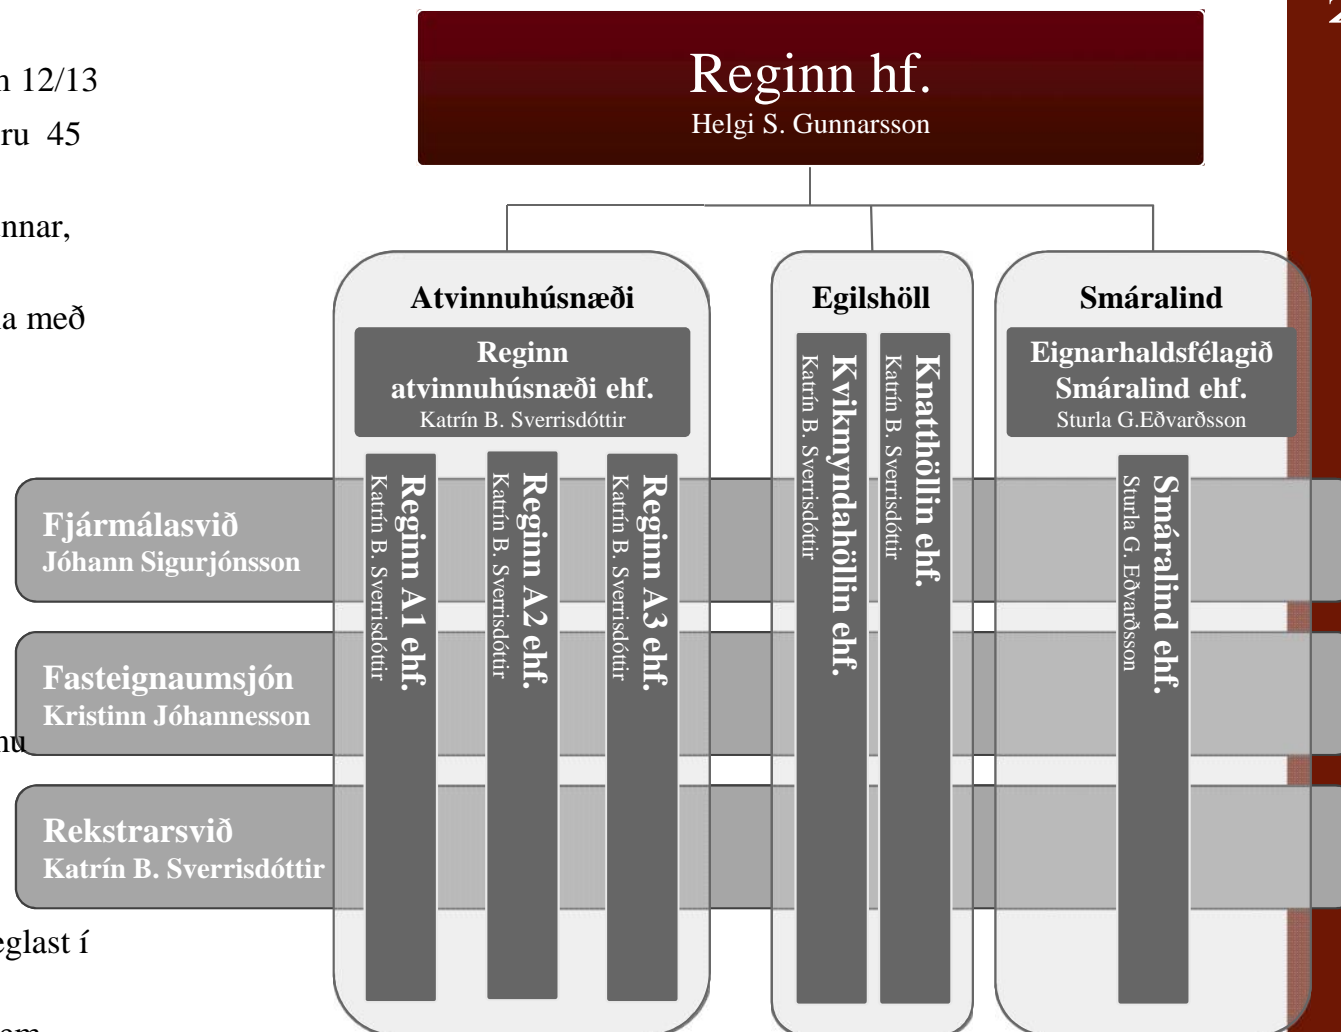 2
12/13
ru 45
nnar,
a með
nu
eglast í
Reginn hf.
Helgi S. Gunnarsson
Atvinnuhúsnæði
Reginn
atvinnuhúsnæði ehf.
Katrín B. Sverrisdóttir
Reginn A1 ehf.
Katrín B. Sverrisdóttir
Reginn A2 ehf.
Katrín B. Sverrisdóttir
Reginn A3 ehf.
Katrín B. Sverrisdóttir
Egilshöll
Kvikmyndahöllin ehf.
Katrín B. Sverrisdóttir
Knatthöllin ehf.
Katrín B. Sverrisdóttir
Smáralind
Eignarhaldsfélagið
Smáralind ehf.
Sturla G.Eðvarðsson
Smáralind ehf.
Sturla G. Eðvarðsson
Fjármálasvið
Jóhann Sigurjónsson
Fasteignaumsjón
Kristinn Jóhannesson
Rekstrarsvið
Katrín B. Sverrisdóttir